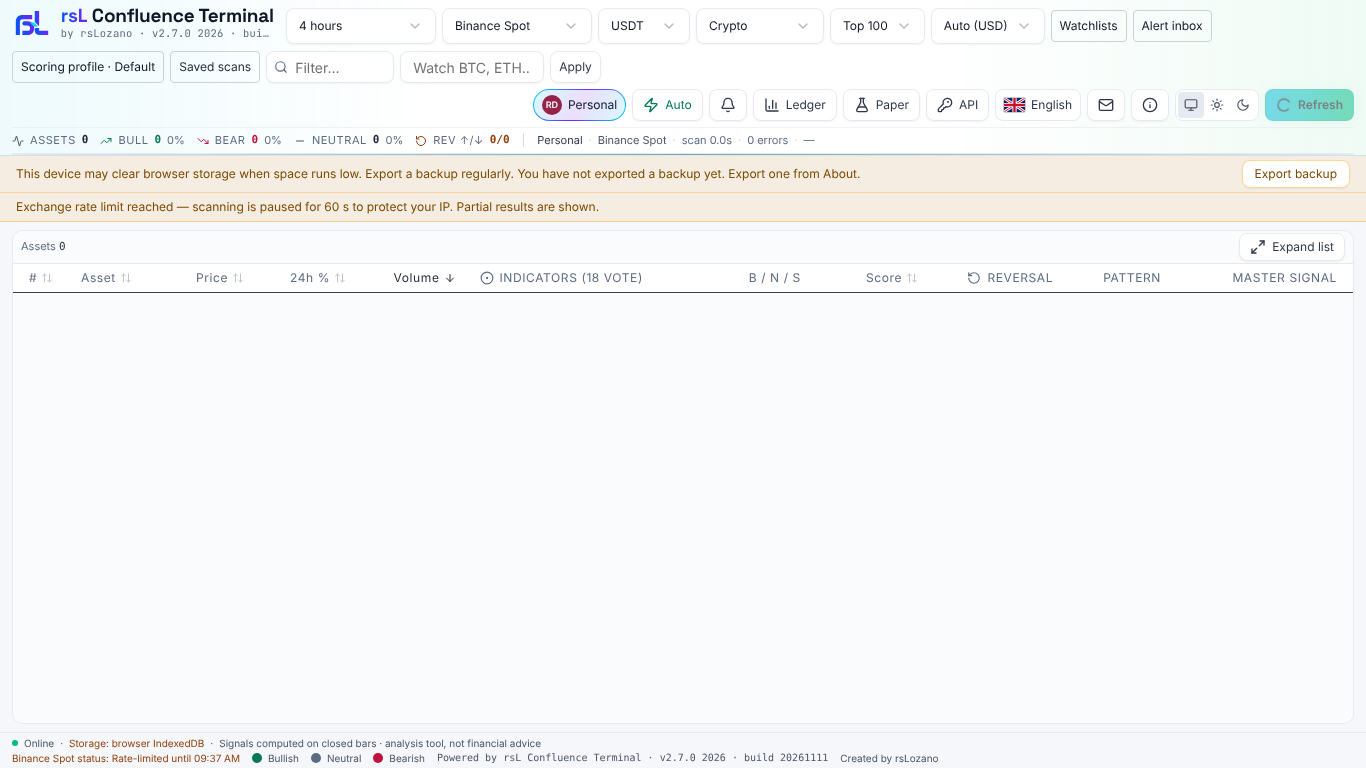 rsL Confluence Terminal
by rsLozano · v2.7.0 2026 · bui…
4 hours
Binance Spot
USDT
Crypto
Top 100
Auto (USD)
Watchlists
Alert inbox
Scoring profile · Default
Saved scans
Filter...
Watch BTC, ETH..
Apply
RD Personal
Auto
Ledger
Paper
API
English
Refresh
ASSETS 0 BULL 0 0% BEAR 0 0% NEUTRAL 0 0% REV ↑/↓ 0/0 Personal · Binance Spot · scan 0.0s · 0 errors · —
This device may clear browser storage when space runs low. Export a backup regularly. You have not exported a backup yet. Export one from About.
Export backup
Exchange rate limit reached — scanning is paused for 60 s to protect your IP. Partial results are shown.
Assets 0
Expand list
# Asset Price 24h % Volume ↓ INDICATORS (18 VOTE) B / N / S Score REVERSAL PATTERN MASTER SIGNAL
Online · Storage: browser IndexedDB · Signals computed on closed bars · analysis tool, not financial advice
Binance Spot status: Rate-limited until 09:37 AM Bullish Neutral Bearish Powered by rsL Confluence Terminal · v2.7.0 2026 · build 20261111 Created by rsLozano